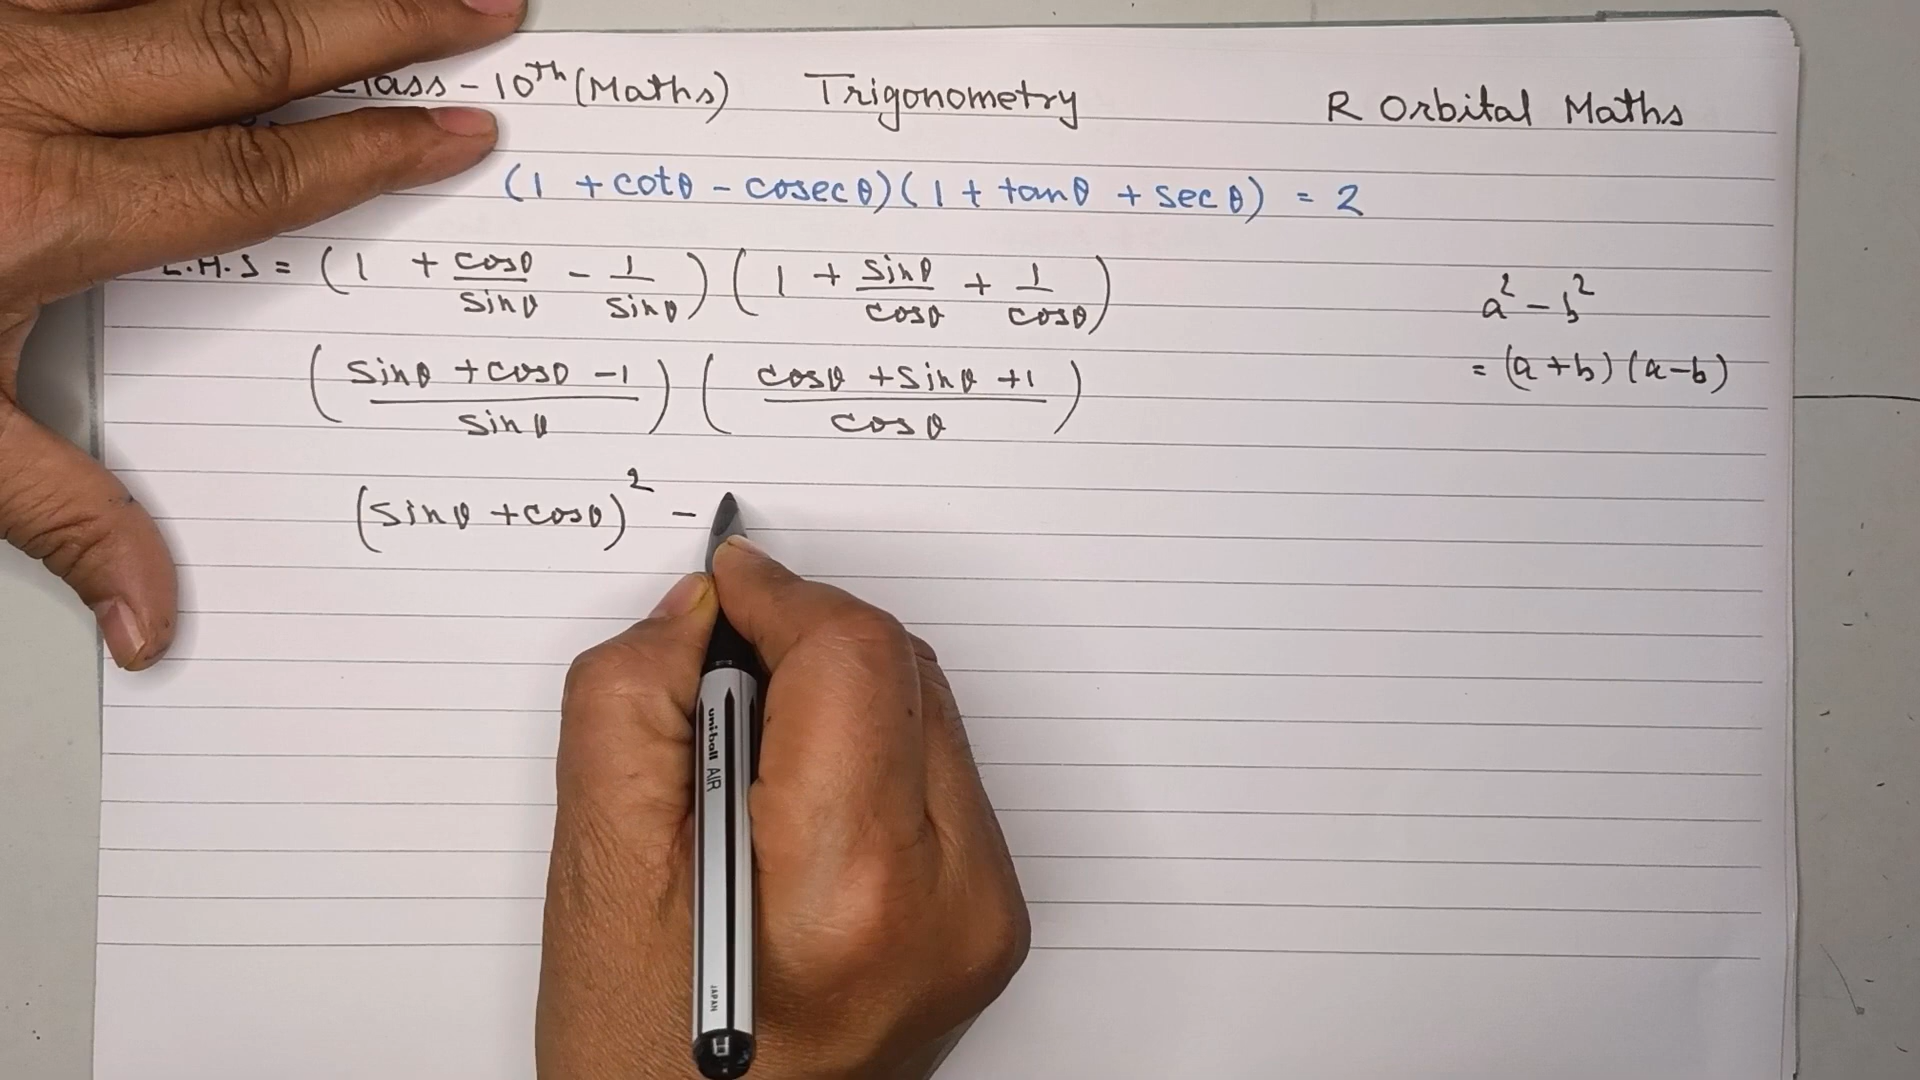 – 10th (Maths) Trigonometry R Orbital Maths
(1 + cotθ - cosecθ)(1 + tanθ + secθ) = 2
L.H.S = (1 + cosθ/sinθ - 1/sinθ) (1 + sinθ/cosθ + 1/cosθ)
a² - b²
(sinθ + cosθ - 1/sinθ) (cosθ + sinθ + 1/cosθ)
= (a + b) (a - b)
(sinθ + cosθ)² -
uniball AIR
JAPAN